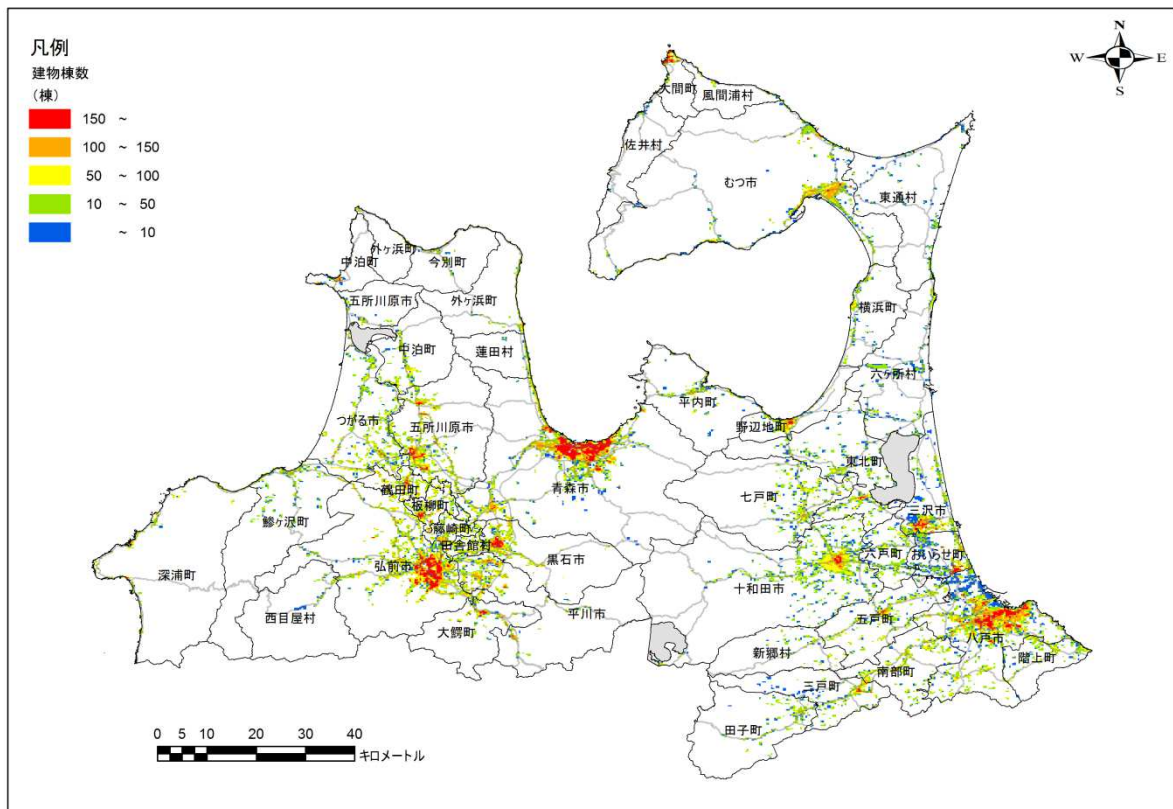 凡例
建物棟数
(棟)
150 ~
100 ~ 150
50 ~ 100
10 ~ 50
~ 10
N
W E
S
大間町
風間浦村
佐井村
むつ市
東通村
外ヶ浜町
中泊町
今別町
五所川原市
外ヶ浜町
横浜町
中泊町
蓬田村
六ヶ所村
平内町
つがる市
五所川原市
野辺地町
東北町
青森市
鶴田町
七戸町
板柳町
三沢市
鰺ヶ沢町
藤崎町
田舎館村
六戸町
おいらせ町
黒石市
弘前市
深浦町
十和田市
西目屋村
平川市
五戸町
大鰐町
八戸市
新郷村
階上町
南部町
三戸町
田子町
0 5 10 20 30 40
キロメートル